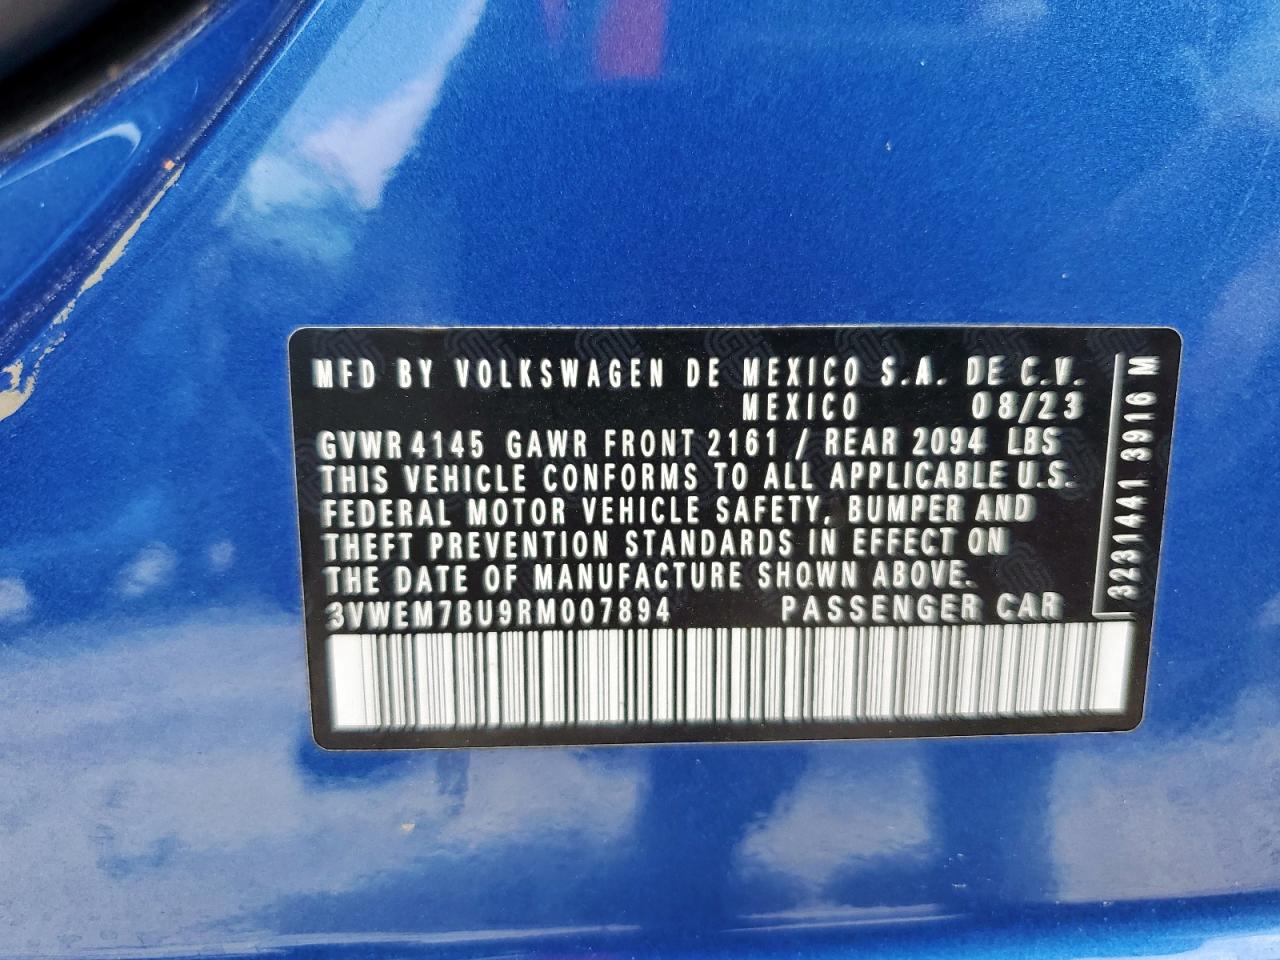 MFD BY VOLKSWAGEN DE MEXICO S.A. DE C.V.
MEXICO 08/23
GVWR 4145 GAWR FRONT 2161 / REAR 2094 LBS
THIS VEHICLE CONFORMS TO ALL APPLICABLE U.S.
FEDERAL MOTOR VEHICLE SAFETY, BUMPER AND
THEFT PREVENTION STANDARDS IN EFFECT ON
THE DATE OF MANUFACTURE SHOWN ABOVE.
3VWEM7BU9RM007894 PASSENGER CAR
3231441 3916 M